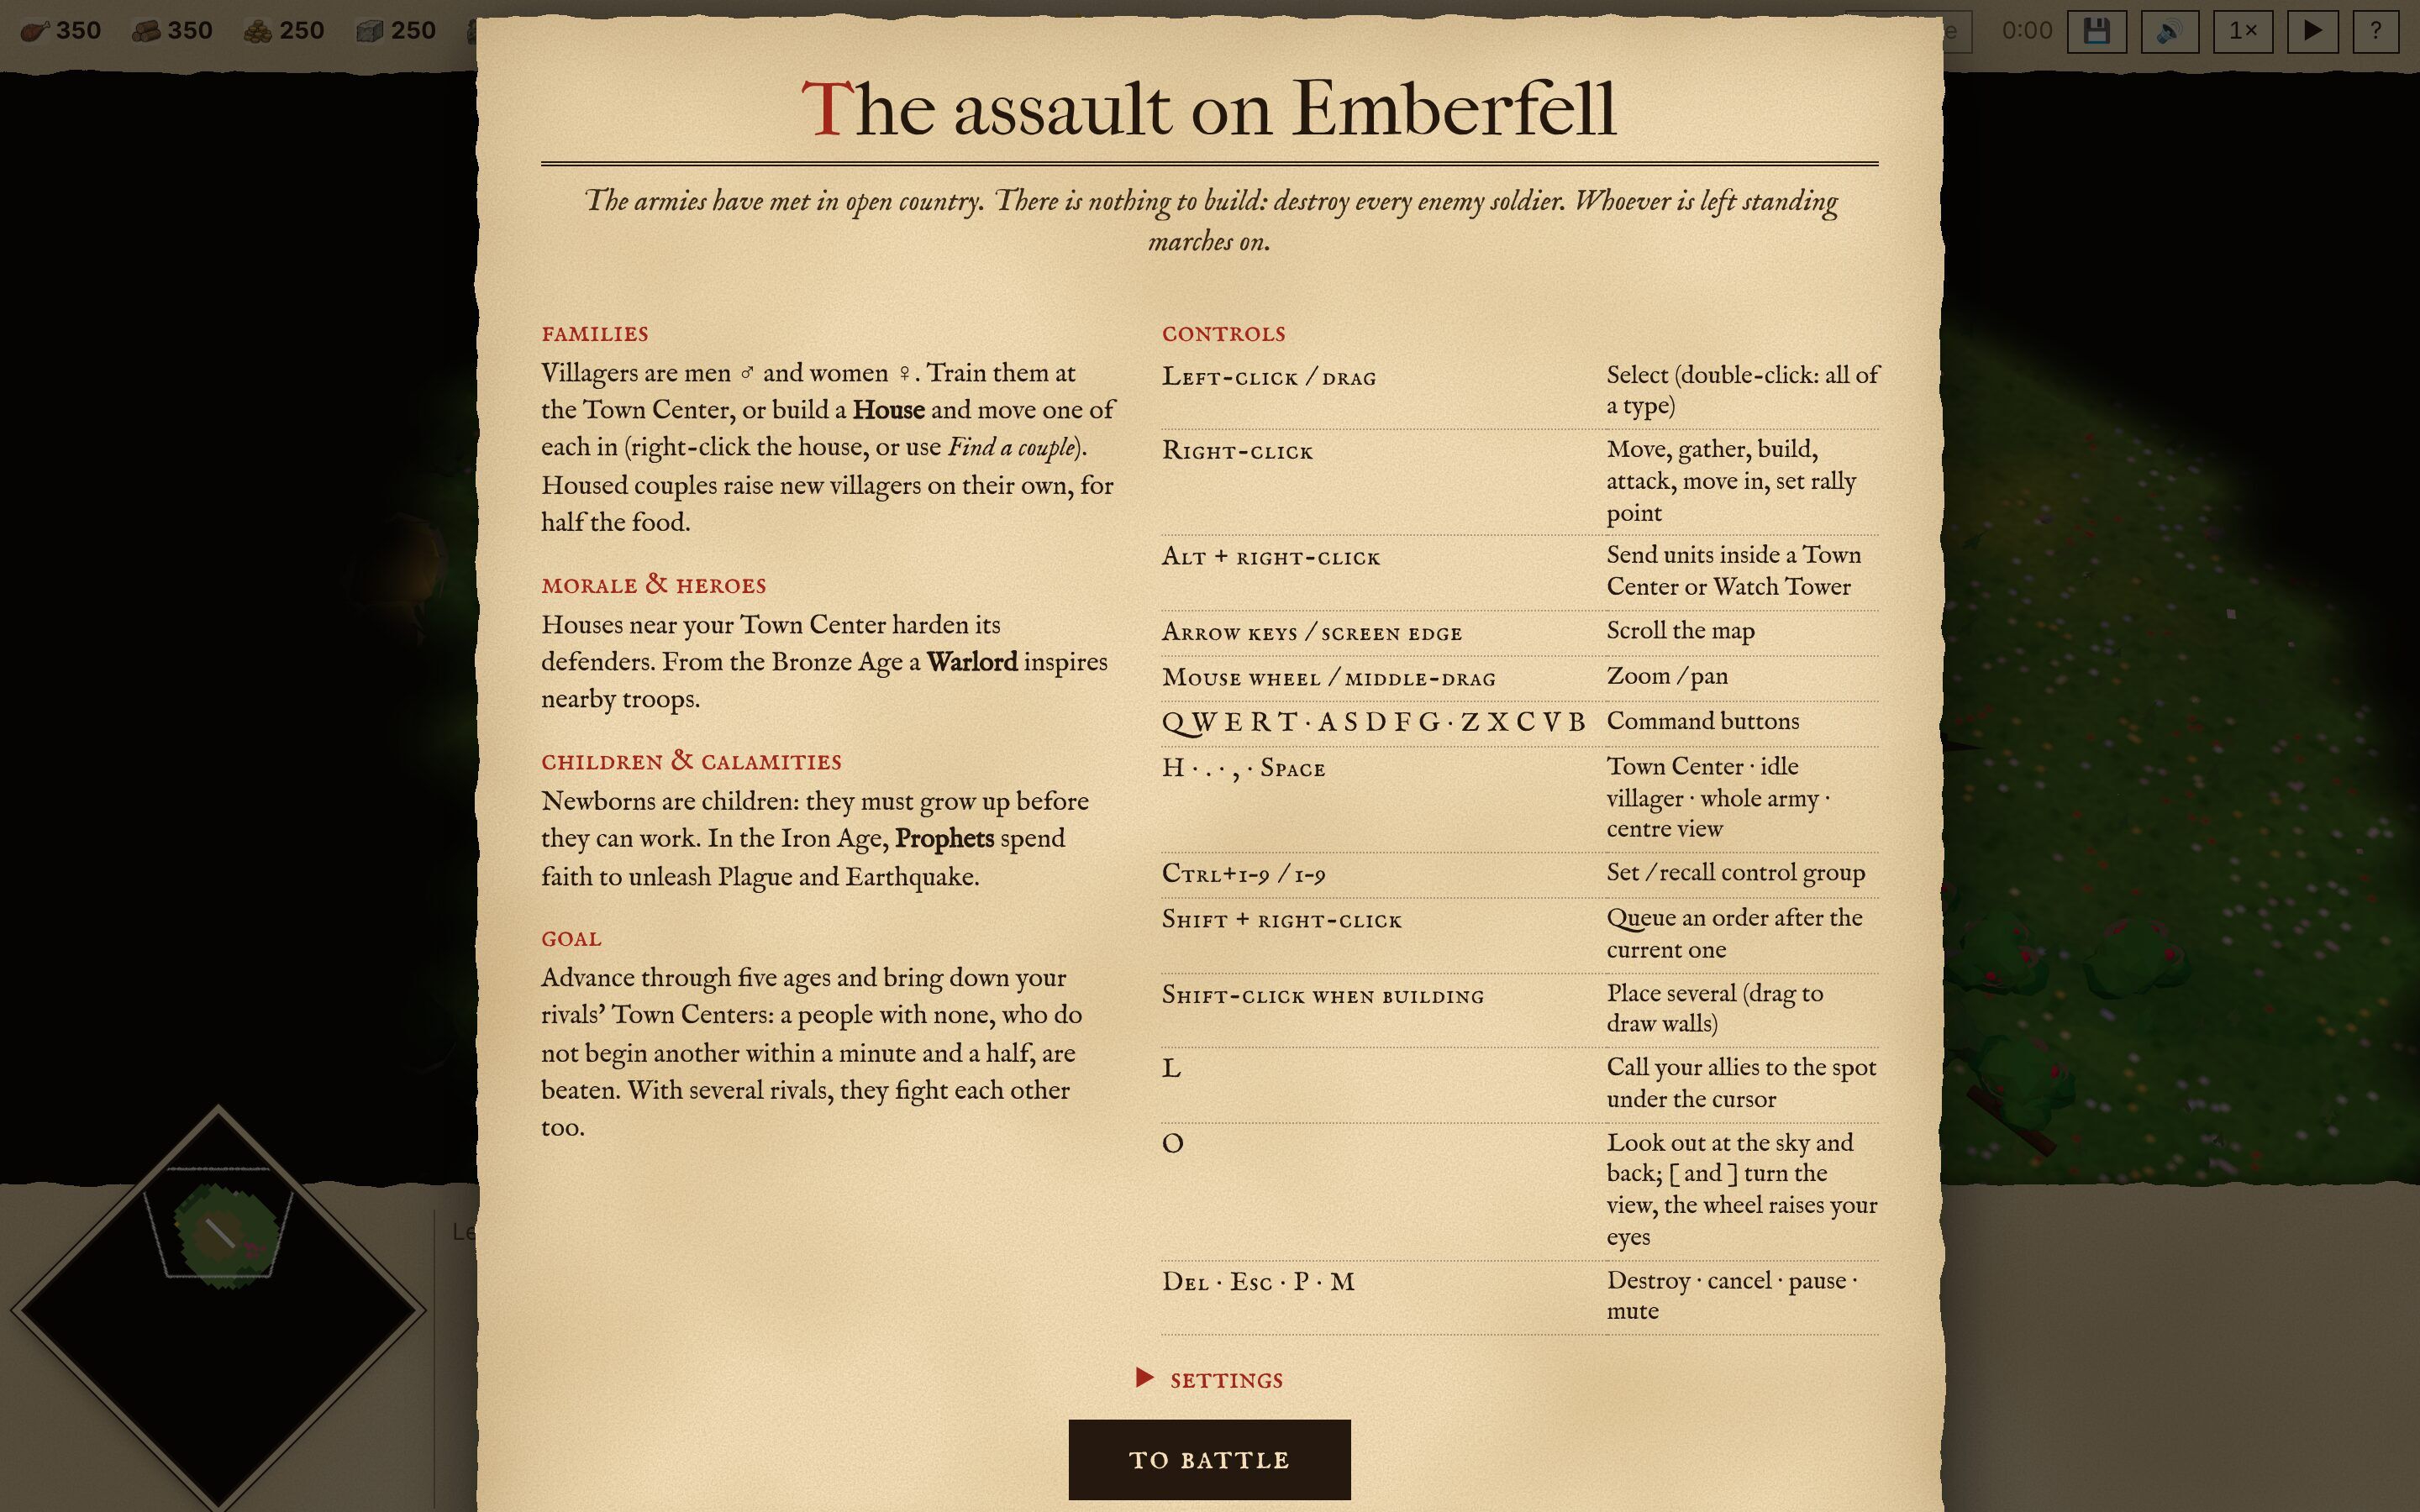 350 350 250 250
0:00 1× ?
The assault on Emberfell
The armies have met in open country. There is nothing to build: destroy every enemy soldier. Whoever is left standing
marches on.
FAMILIES
Villagers are men ♂ and women ♀. Train them at
the Town Center, or build a House and move one of
each in (right-click the house, or use Find a couple).
Housed couples raise new villagers on their own, for
half the food.
MORALE & HEROES
Houses near your Town Center harden its
defenders. From the Bronze Age a Warlord inspires
nearby troops.
CHILDREN & CALAMITIES
Newborns are children: they must grow up before
they can work. In the Iron Age, Prophets spend
faith to unleash Plague and Earthquake.
GOAL
Advance through five ages and bring down your
rivals' Town Centers: a people with none, who do
not begin another within a minute and a half, are
beaten. With several rivals, they fight each other
too.
CONTROLS
Left-click / drag Select (double-click: all of
a type)
Right-click Move, gather, build,
attack, move in, set rally
point
Alt + right-click Send units inside a Town
Center or Watch Tower
Arrow keys / screen edge Scroll the map
Mouse wheel / middle-drag Zoom / pan
Q W E R T · A S D F G · Z X C V B Command buttons
H · . · , · Space Town Center · idle
villager · whole army ·
centre view
Ctrl+1-9 / 1-9 Set / recall control group
Shift + right-click Queue an order after the
current one
Shift-click when building Place several (drag to
draw walls)
L Call your allies to the spot
under the cursor
O Look out at the sky and
back; [ and ] turn the
view, the wheel raises your
eyes
Del · Esc · P · M Destroy · cancel · pause ·
mute
SETTINGS
TO BATTLE